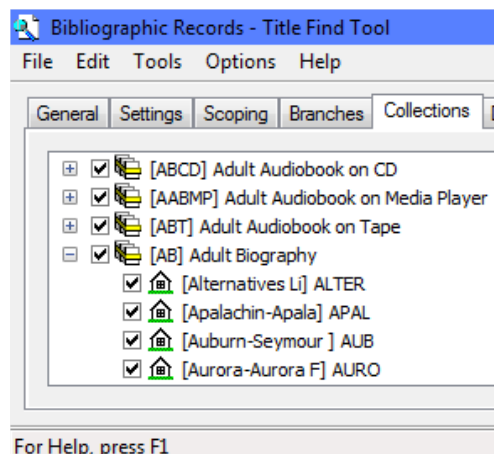 Bibliographic Records - Title Find Tool
File Edit Tools Options Help
General Settings Scoping Branches Collections
[ABCD] Adult Audiobook on CD
[AABMP] Adult Audiobook on Media Player
[ABT] Adult Audiobook on Tape
[AB] Adult Biography
[Alternatives Li] ALTER
[Apalachin-Apala] APAL
[Auburn-Seymour ] AUB
[Aurora-Aurora F] AURO
For Help, press F1